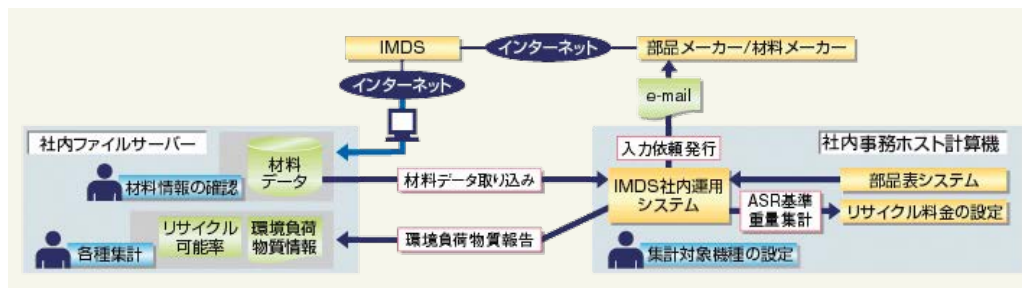 IMDS
インターネット
部品メーカー/材料メーカー
インターネット
e-mail
社内ファイルサーバー
社内事務ホスト計算機
入力依頼発行
材料
データ
材料情報の確認
材料データ取り込み
IMDS社内運用
システム
部品表システム
ASR基準
重量集計
リサイクル料金の設定
リサイクル
可能率
環境負荷
物質情報
環境負荷物質報告
各種集計
集計対象機種の設定